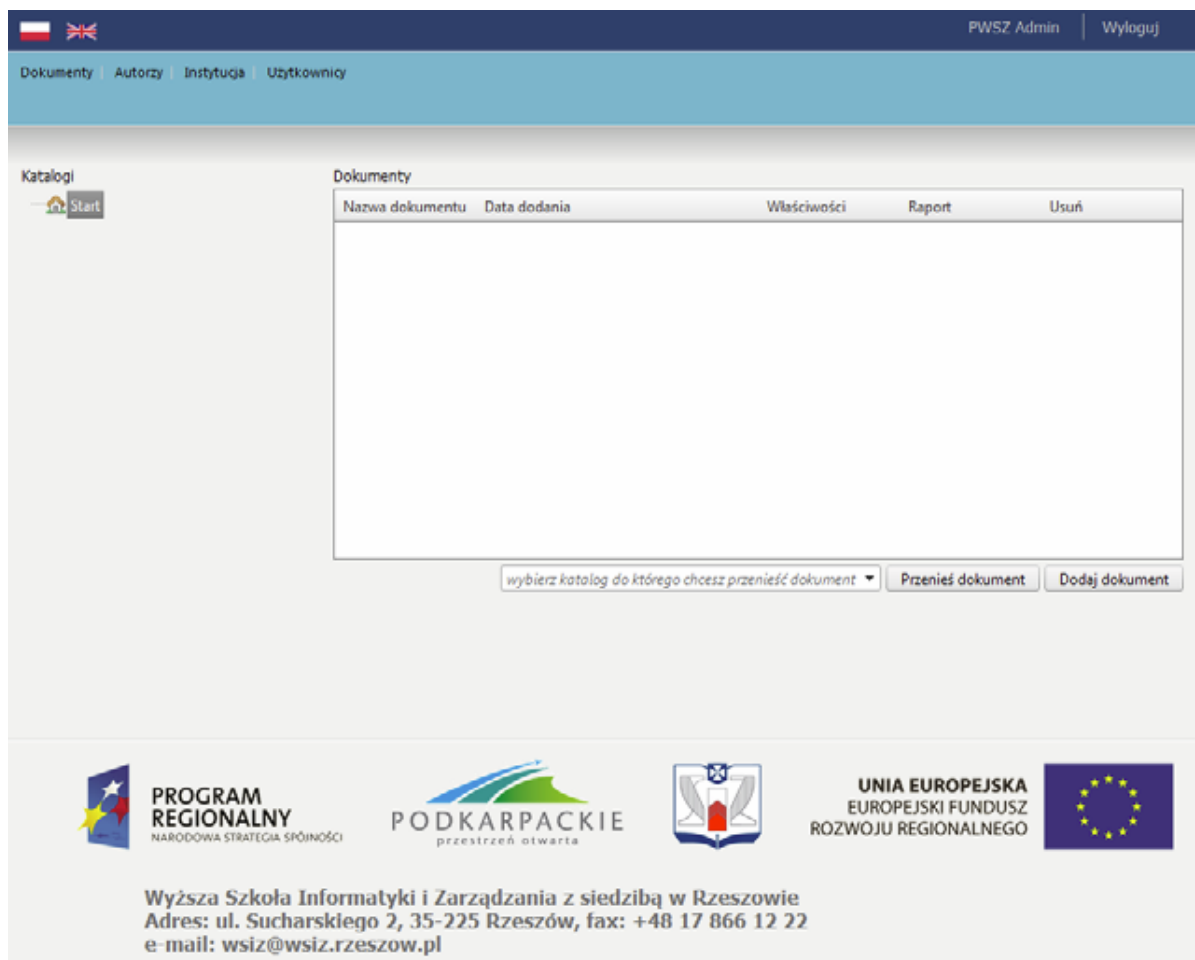 PWSZ Admin Wyloguj
Dokumenty Autorzy Instytucja Użytkownicy
Katalogi
Start
Dokumenty
Nazwa dokumentu Data dodania Właściwości Raport Usuń
wybierz katalog do którego chcesz przenieść dokument Przenieś dokument Dodaj dokument
PROGRAM
REGIONALNY
NARODOWA STRATEGIA SPÓJNOŚCI
PODKARPACKIE
przestrzeń otwarta
UNIA EUROPEJSKA
EUROPEJSKI FUNDUSZ
ROZWOJU REGIONALNEGO
Wyższa Szkoła Informatyki i Zarządzania z siedzibą w Rzeszowie
Adres: ul. Sucharskiego 2, 35-225 Rzeszów, fax: +48 17 866 12 22
e-mail: wsiz@wsiz.rzeszow.pl